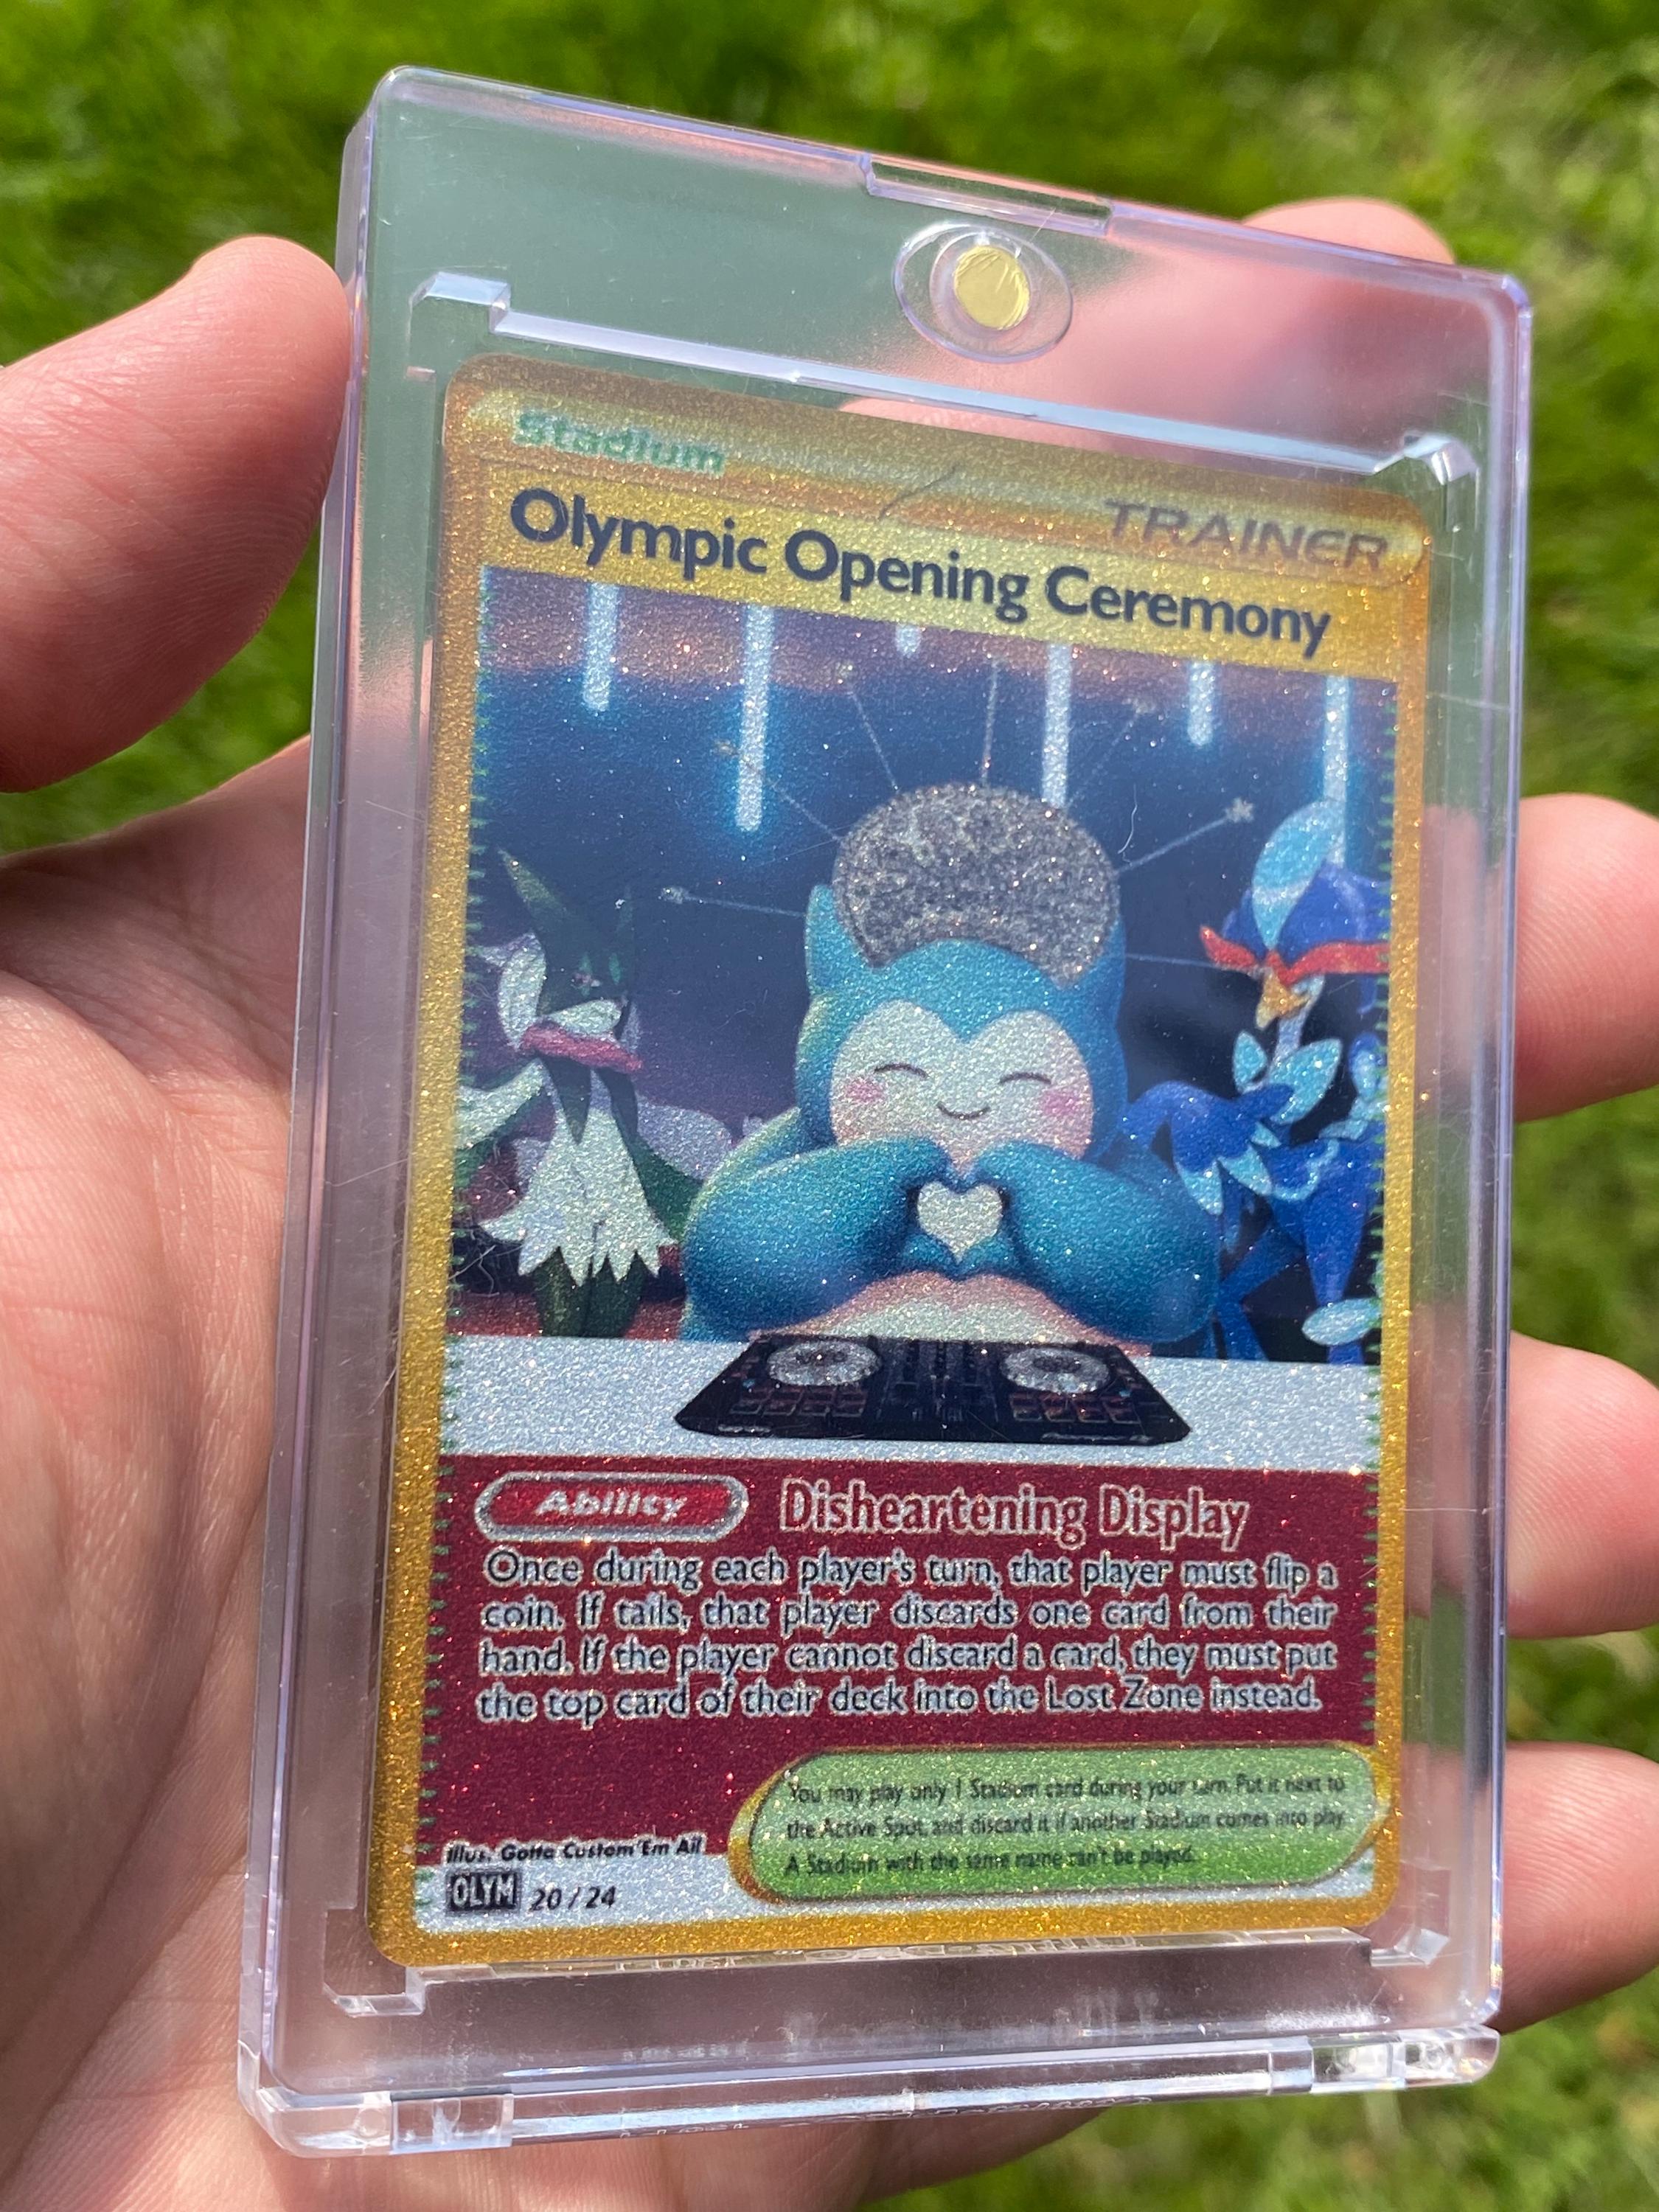 Stadium
TRAINER
Olympic Opening Ceremony
Ability Disheartening Display
Once during each player's turn, that player must flip a
coin. If tails, that player discards one card from their
hand. If the player cannot discard a card, they must put
the top card of their deck into the Lost Zone instead.
You may play only 1 Stadium card during your turn. Put it next to
the Active Spot, and discard it if another Stadium comes into play.
A Stadium with the same name can't be played.
Illus. Gotta Custom 'Em All
OLYM 20/24